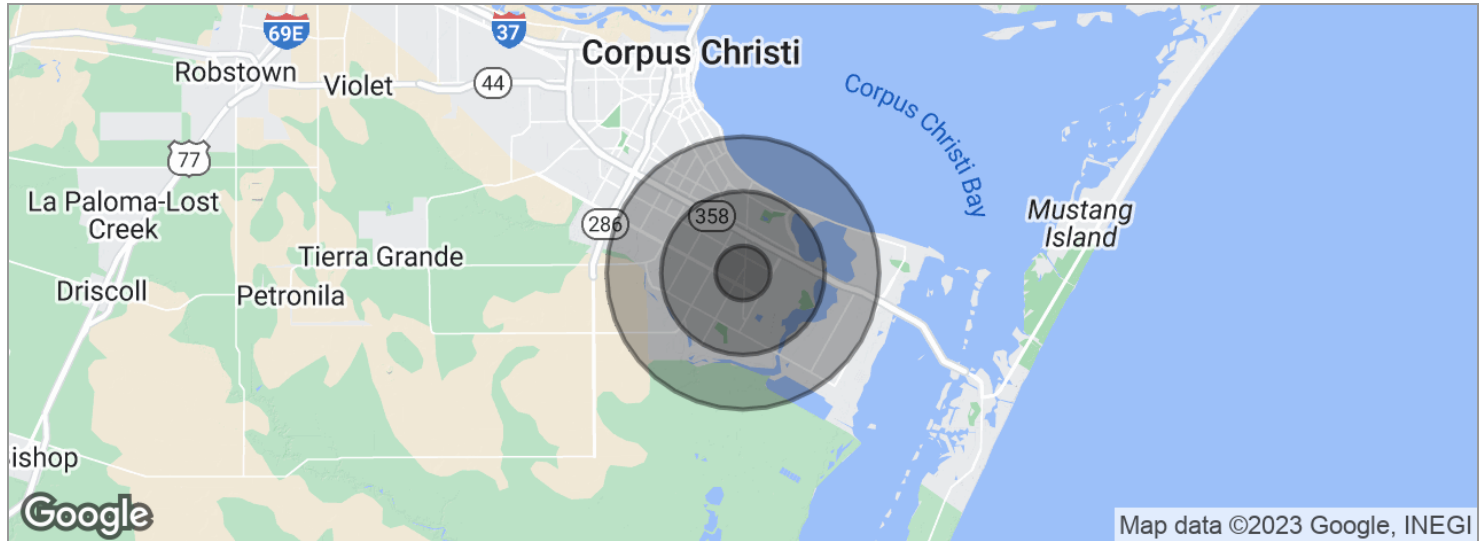 69E
37
Corpus Christi
Robstown
Violet
44
Corpus Christi Bay
77
La Paloma-Lost
Creek
286
358
Mustang
Island
Tierra Grande
Driscoll
Petronila
ishop
Google
Map data ©2023 Google, INEGI